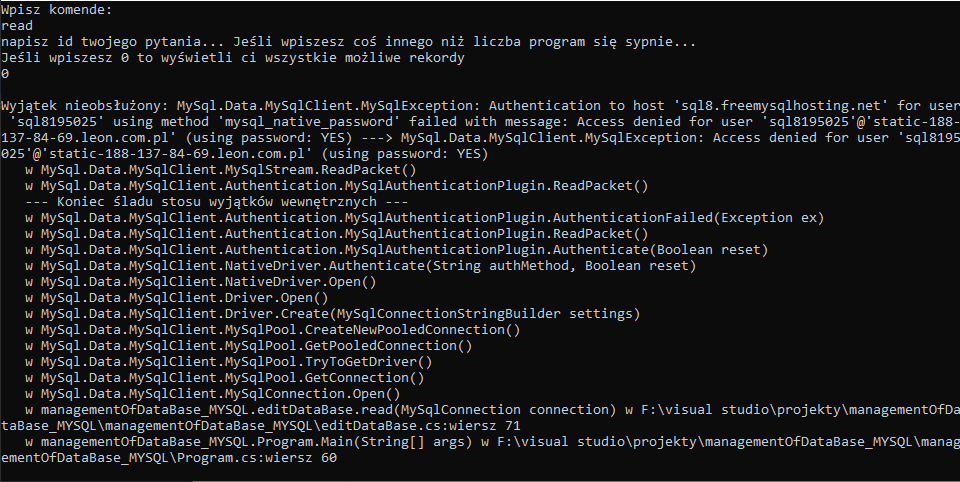 Wpisz komende:
read
napisz id twojego pytania... Jeśli wpiszesz coś innego niż liczba program się sypnie...
Jeśli wpiszesz 0 to wyświetli ci wszystkie możliwe rekordy
0
Wyjątek nieobsłużony: MySql.Data.MySqlClient.MySqlException: Authentication to host 'sql8.freemysqlhosting.net' for user
'sql8195025' using method 'mysql_native_password' failed with message: Access denied for user 'sql8195025'@'static-188-
137-84-69.leon.com.pl' (using password: YES) ---> MySql.Data.MySqlClient.MySqlException: Access denied for user 'sql8195
025'@'static-188-137-84-69.leon.com.pl' (using password: YES)
w MySql.Data.MySqlClient.MySqlStream.ReadPacket()
w MySql.Data.MySqlClient.Authentication.MySqlAuthenticationPlugin.ReadPacket()
--- Koniec śladu stosu wyjątków wewnętrznych ---
w MySql.Data.MySqlClient.Authentication.MySqlAuthenticationPlugin.AuthenticationFailed(Exception ex)
w MySql.Data.MySqlClient.Authentication.MySqlAuthenticationPlugin.ReadPacket()
w MySql.Data.MySqlClient.Authentication.MySqlAuthenticationPlugin.Authenticate(Boolean reset)
w MySql.Data.MySqlClient.NativeDriver.Authenticate(String authMethod, Boolean reset)
w MySql.Data.MySqlClient.NativeDriver.Open()
w MySql.Data.MySqlClient.Driver.Open()
w MySql.Data.MySqlClient.Driver.Create(MySqlConnectionStringBuilder settings)
w MySql.Data.MySqlClient.MySqlPool.CreateNewPooledConnection()
w MySql.Data.MySqlClient.MySqlPool.GetPooledConnection()
w MySql.Data.MySqlClient.MySqlPool.TryToGetDriver()
w MySql.Data.MySqlClient.MySqlPool.GetConnection()
w MySql.Data.MySqlClient.MySqlConnection.Open()
w managementOfDataBase_MYSQL.editDataBase.read(MySqlConnection connection) w F:\visual studio\projekty\managementOfDa
taBase_MYSQL\managementOfDataBase_MYSQL\editDataBase.cs:wiersz 71
w managementOfDataBase_MYSQL.Program.Main(String[] args) w F:\visual studio\projekty\managementOfDataBase_MYSQL\manag
ementOfDataBase_MYSQL\Program.cs:wiersz 60